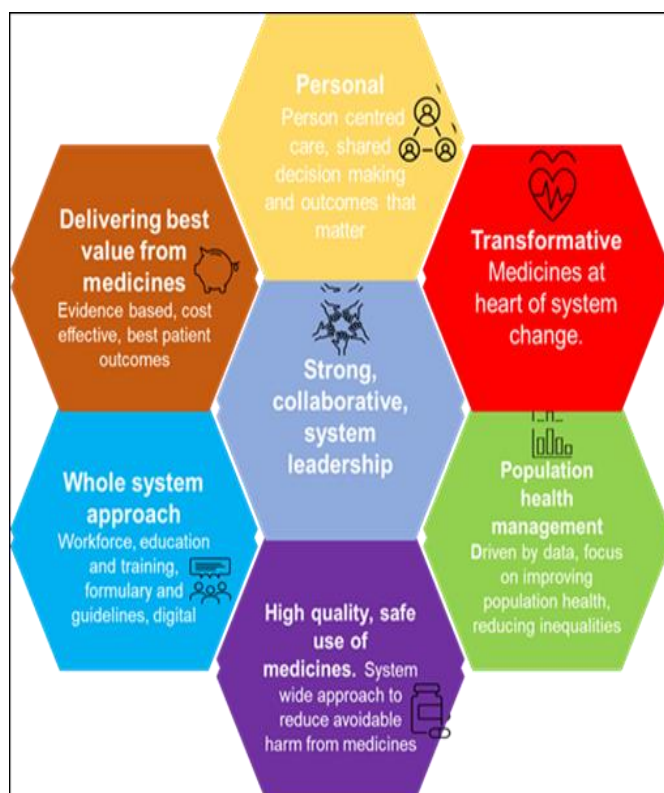 Personal
Person centred
care, shared
decision making
and outcomes that
matter
Delivering best
value from
medicines
Evidence based, cost
effective, best patient
outcomes
Transformative
Medicines at
heart of system
change.
Strong,
collaborative,
system
leadership
Whole system
approach
Workforce, education
and training,
formulary and
guidelines, digital
Population
health
management
Driven by data, focus
on improving
population health,
reducing inequalities
High quality, safe
use of
medicines. System
wide approach to
reduce avoidable
harm from medicines